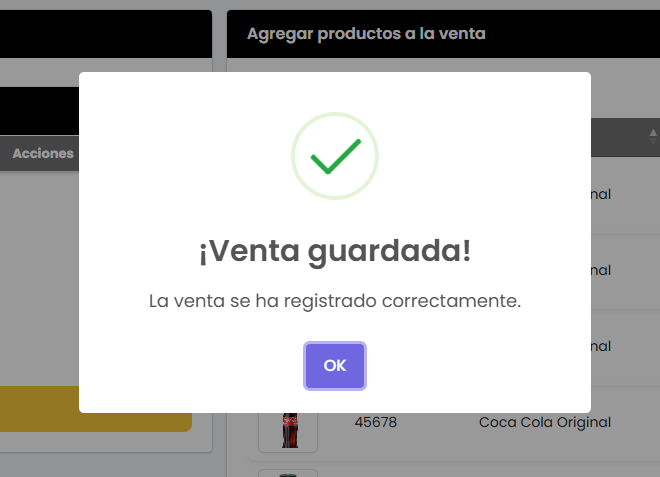 Agregar productos a la venta
Acciones
¡Venta guardada!
La venta se ha registrado correctamente.
OK
45678
Coca Cola Original